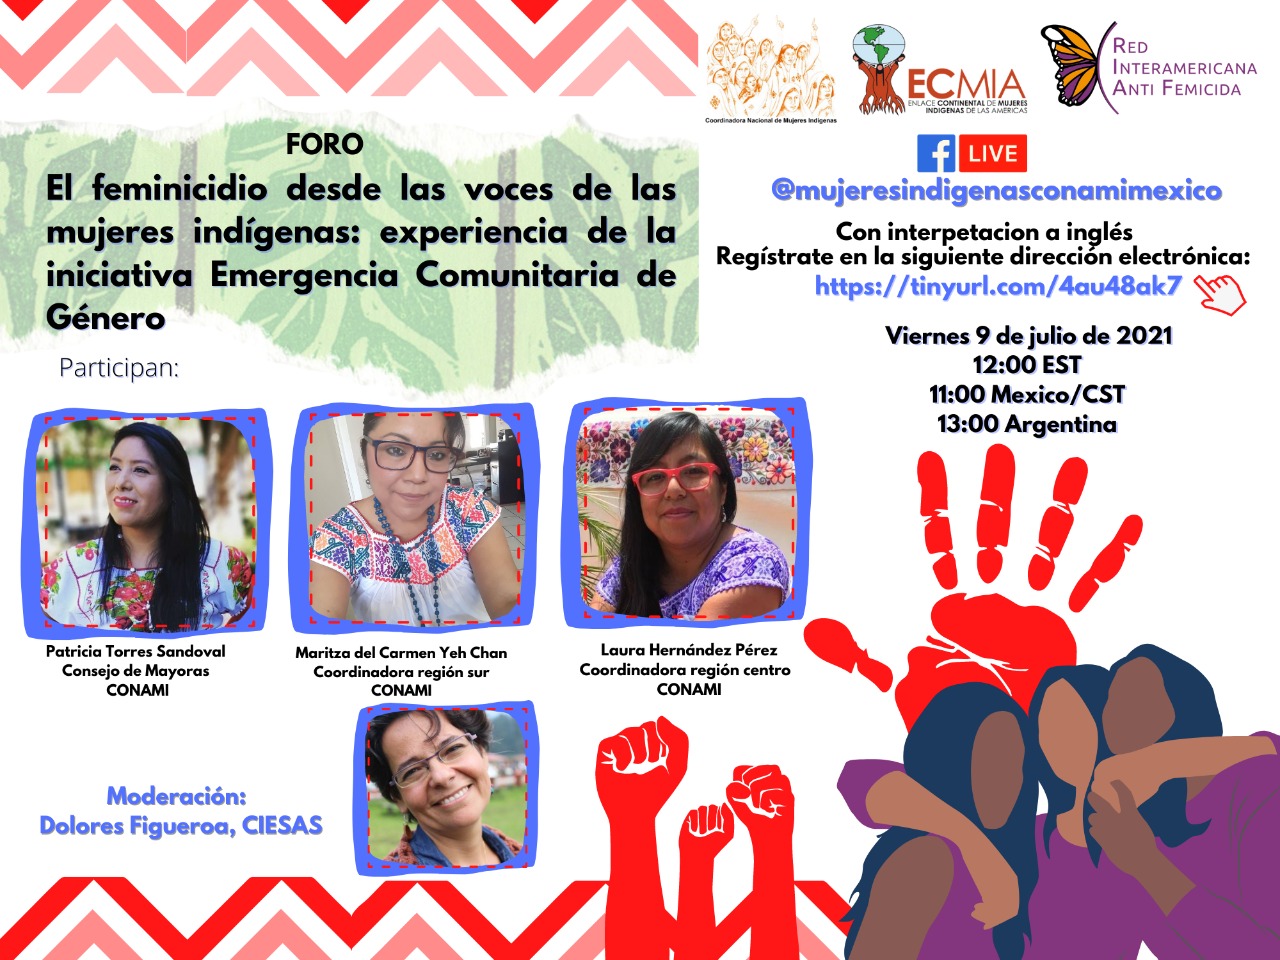 FORO
El feminicidio desde las voces de las
mujeres indígenas: experiencia de la
iniciativa Emergencia Comunitaria de
Género
Participan:
Patricia Torres Sandoval
Consejo de Mayoras
CONAMI
Maritza del Carmen Yeh Chan
Coordinadora región sur
CONAMI
Laura Hernández Pérez
Coordinadora región centro
CONAMI
Moderación:
Dolores Figueroa, CIESAS
Coordinadora Nacional de Mujeres Indígenas
ECMIA
ENLACE CONTINENTAL DE MUJERES
INDÍGENAS DE LAS AMÉRICAS
RED
INTERAMERICANA
ANTI FEMICIDA
f LIVE
@mujeresindigenasconamimexico
Con interpetacion a inglés
Regístrate en la siguiente dirección electrónica:
https://tinyurl.com/4au48ak7
Viernes 9 de julio de 2021
12:00 EST
11:00 Mexico/CST
13:00 Argentina